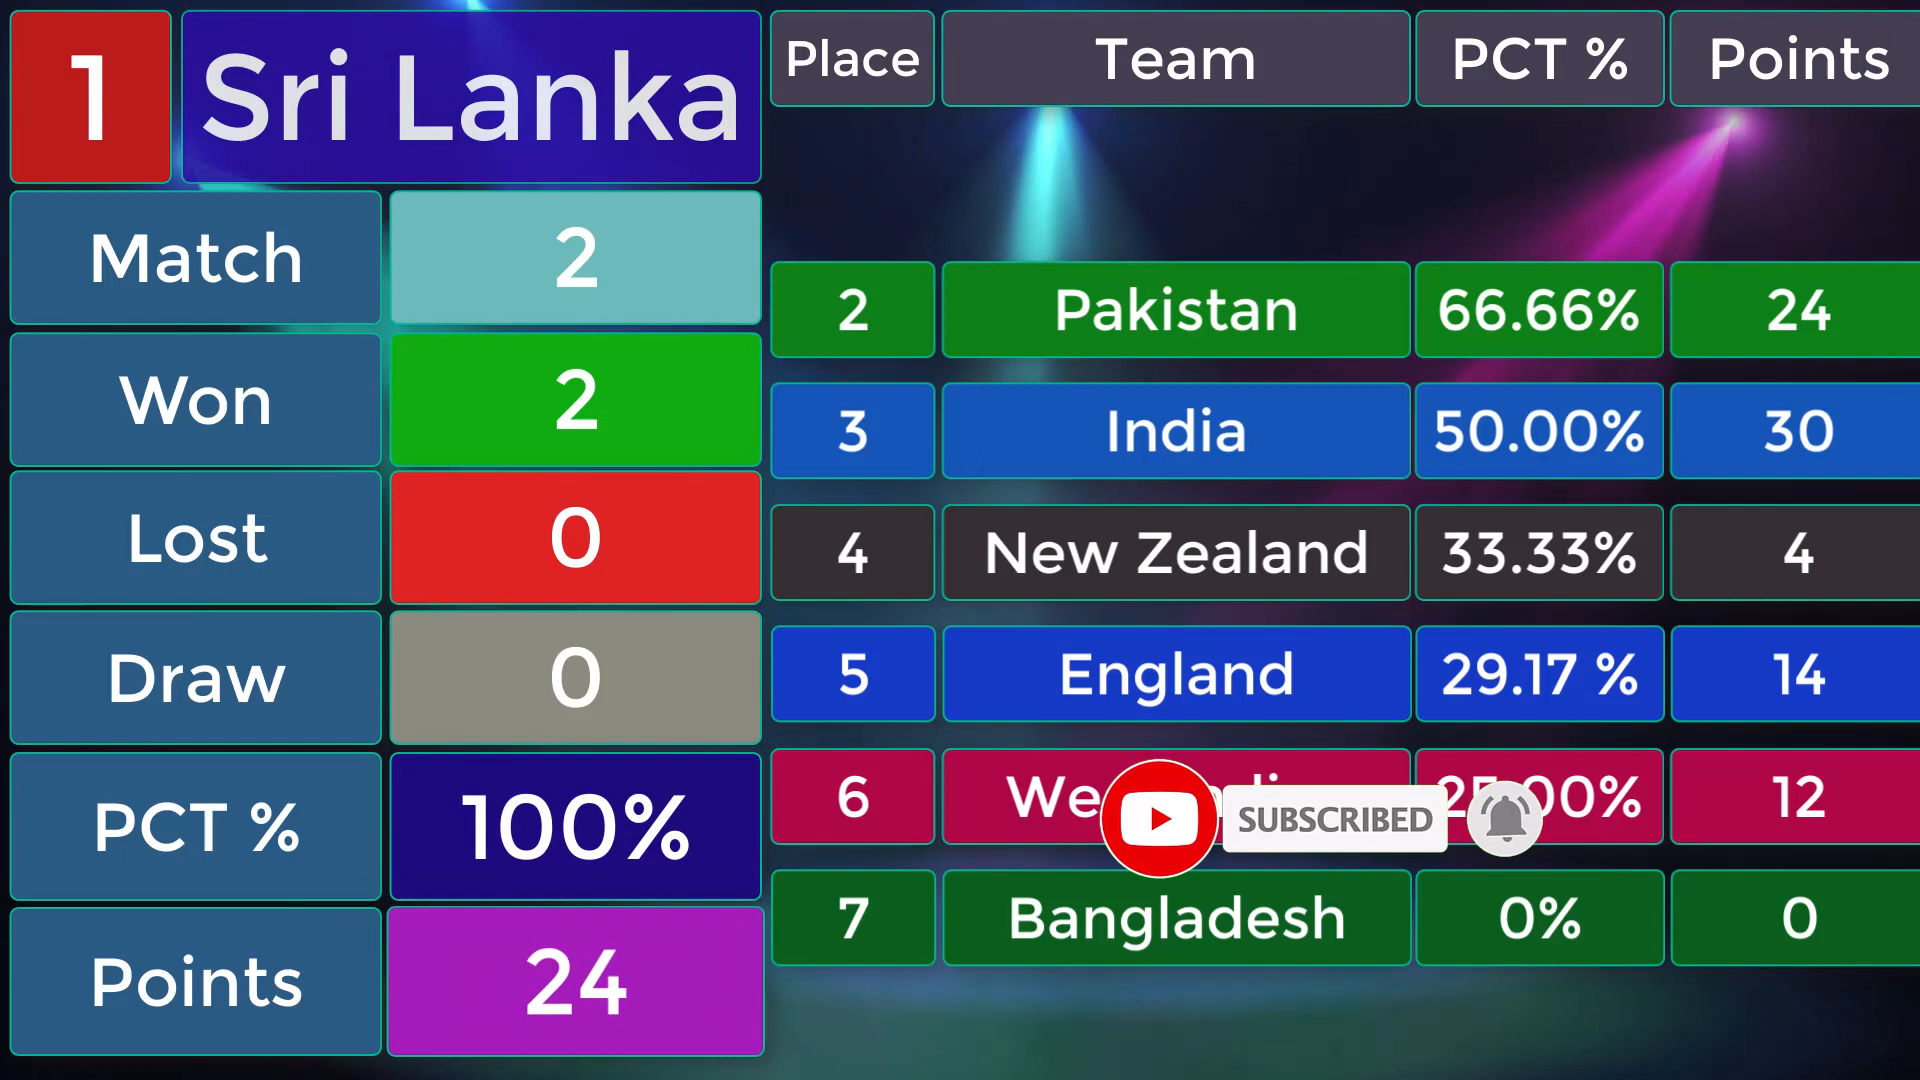 1 Sri Lanka
Match 2
Won 2
Lost 0
Draw 0
PCT % 100%
Points 24
Place Team PCT % Points
2 Pakistan 66.66% 24
3 India 50.00% 30
4 New Zealand 33.33% 4
5 England 29.17 % 14
6 12
SUBSCRIBED
7 Bangladesh 0% 0